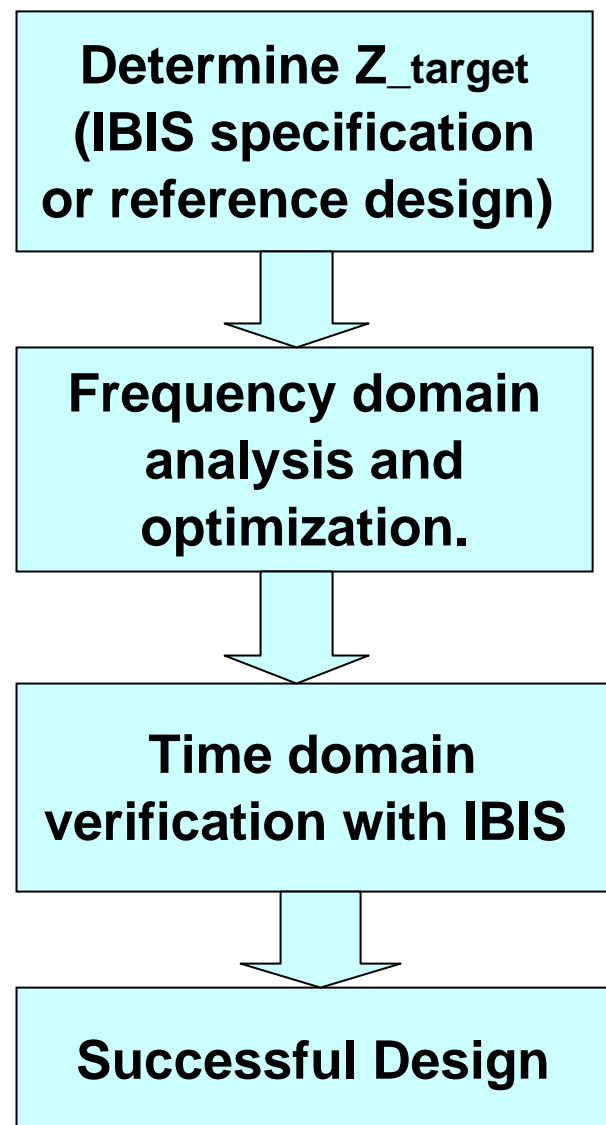 Determine Z_target
(IBIS specification
or reference design)
Frequency domain
analysis and
optimization.
Time domain
verification with IBIS
Successful Design